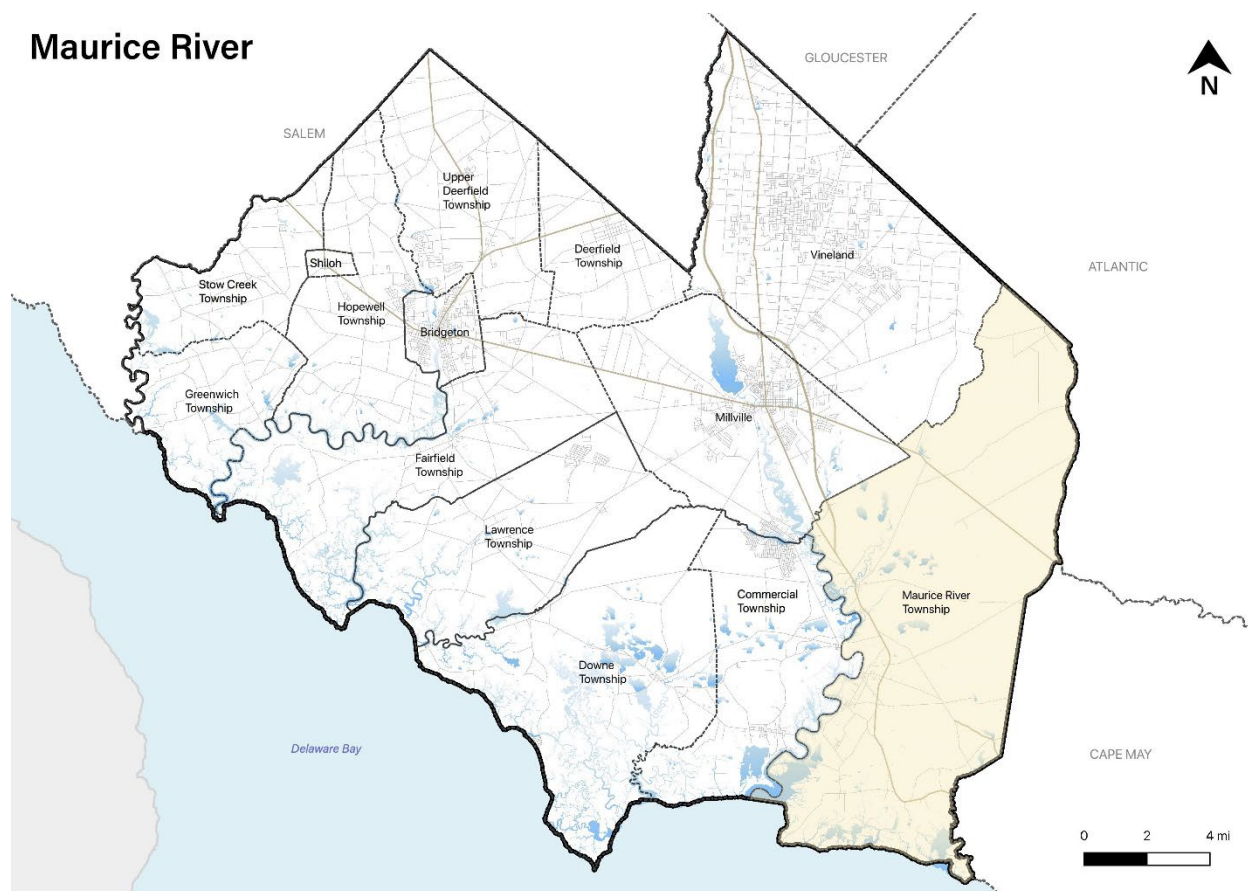 Maurice River
GLOUCESTER
N
SALEM
Upper
Deerfield
Township
Deerfield
Township
Vineland
ATLANTIC
Shiloh
Stow Creek
Township
Hopewell
Township
Bridgeton
Greenwich
Township
Millville
Fairfield
Township
Lawrence
Township
Commercial
Township
Maurice River
Township
Downe
Township
Delaware Bay
CAPE MAY
0 2 4 mi